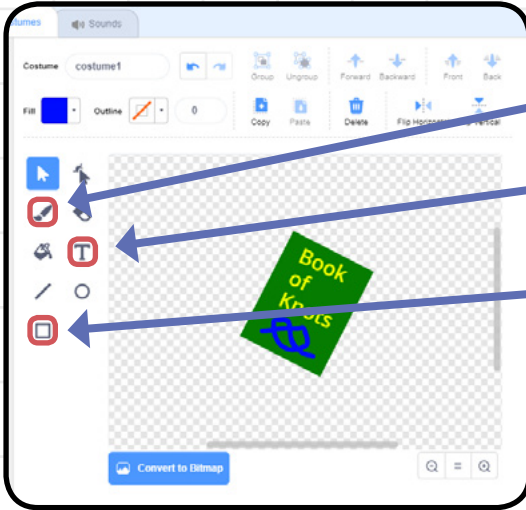 tumes Sounds
Costume costume1 Group Ungroup Forward Backward Front Back
Fill Outline 0 Copy Paste Delete Flip Horizontal Vertical
T
Book
of
Knots
Convert to Bitmap